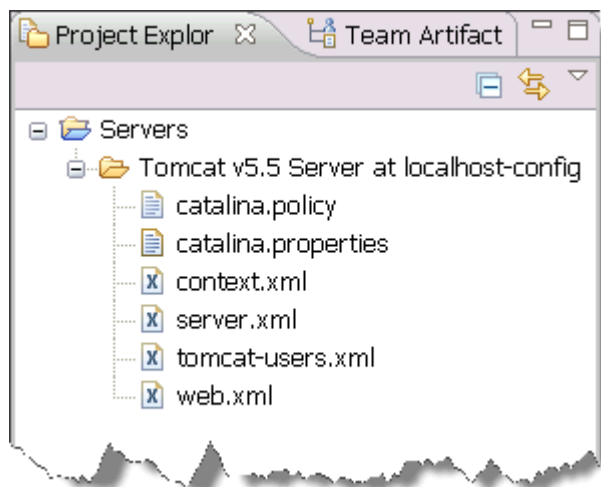 Project Explor Team Artifact
Servers
Tomcat v5.5 Server at localhost-config
catalina.policy
catalina.properties
context.xml
server.xml
tomcat-users.xml
web.xml